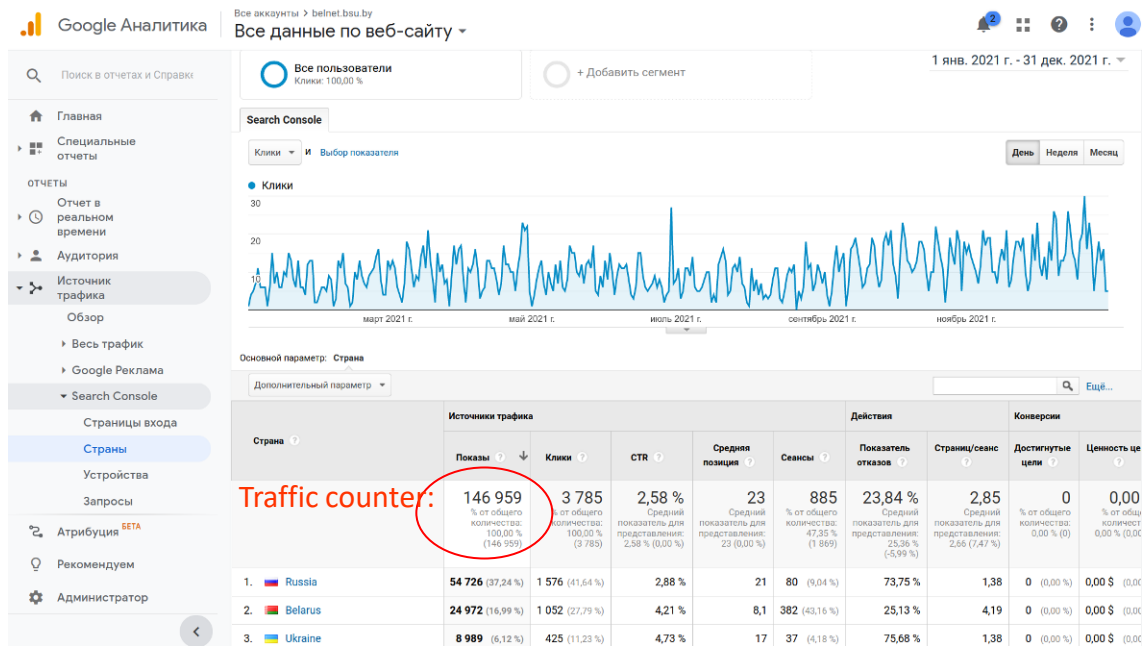 Google Аналитика
Все аккаунты > belnet.bsu.by
Все данные по веб-сайту
2
Поиск в отчетах и Справке
Главная
Специальные
отчеты
ОТЧЕТЫ
Отчет в
реальном
времени
Аудитория
Источник
трафика
Обзор
Весь трафик
Google Реклама
Search Console
Страницы входа
Страны
Устройства
Запросы
Атрибуция БЕТА
Рекомендуем
Администратор
Все пользователи
Клики: 100,00 %
+ Добавить сегмент
1 янв. 2021 г. - 31 дек. 2021 г.
Search Console
Клики И Выбор показателя
День Неделя Месяц
Клики
30
20
10
март 2021 г. май 2021 г. июль 2021 г. сентябрь 2021 г. ноябрь 2021 г.
Основной параметр: Страна
Дополнительный параметр
Ещё...
Страна
Источники трафика Действия Конверсии
Показы Клики CTR Средняя позиция Сеансы Показатель отказов Страниц/сеанс Достигнутые цели Ценность це
Traffic counter:
146 959 3 785 2,58 % 23 885 23,84 % 2,85 0 0,00
% от общего количества: 100,00 % (146 959)
% от общего количества: 100,00 % (3 785)
Средний показатель для представления: 2,58 % (0,00 %)
Средний показатель для представления: 23 (0,00 %)
% от общего количества: 47,35 % (1 869)
Средний показатель для представления: 25,36 % (-5,99 %)
Средний показатель для представления: 2,66 (7,47 %)
% от общего количества: 0,00 % (0)
% от обще количест 0,00 % (0,00
1. Russia 54 726 (37,24 %) 1 576 (41,64 %) 2,88 % 21 80 (9,04 %) 73,75 % 1,38 0 (0,00 %) 0,00 $ (0,00
2. Belarus 24 972 (16,99 %) 1 052 (27,79 %) 4,21 % 8,1 382 (43,16 %) 25,13 % 4,19 0 (0,00 %) 0,00 $ (0,00
3. Ukraine 8 989 (6,12 %) 425 (11,23 %) 4,73 % 17 37 (4,18 %) 75,68 % 1,38 0 (0,00 %) 0,00 $ (0,00